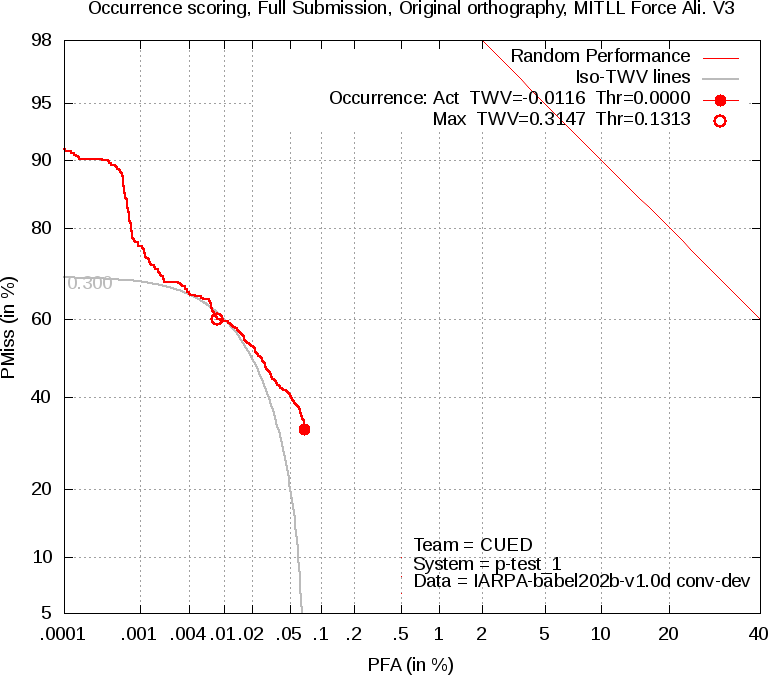 Occurrence scoring, Full Submission, Original orthography, MITLL Force Ali. V3
98
95
90
80
60
40
20
10
5
PMiss (in %)
Random Performance
Iso-TWV lines
Occurrence: Act TWV=-0.0116 Thr=0.0000
Max TWV=0.3147 Thr=0.1313
0.300
Team = CUED
System = p-test_1
Data = IARPA-babel202b-v1.0d conv-dev
.0001 .001 .004 .01 .02 .05 .1 .2 .5 1 2 5 10 20 40
PFA (in %)